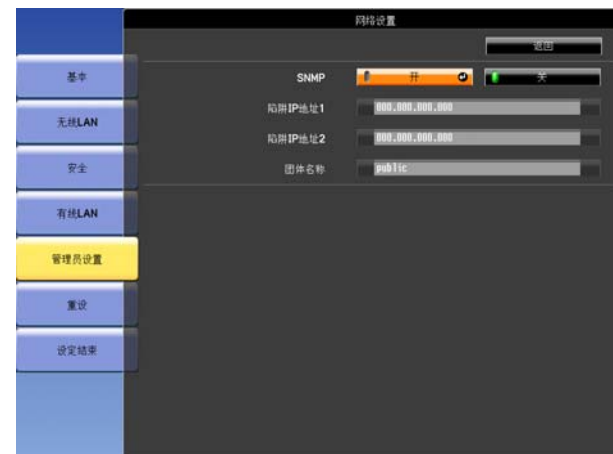 网络设置
返回
基本
无线LAN
安全
有线LAN
管理员设置
重设
设定结束
SNMP 开 关
陷阱IP地址1 000.000.000.000
陷阱IP地址2 000.000.000.000
团体名称 public